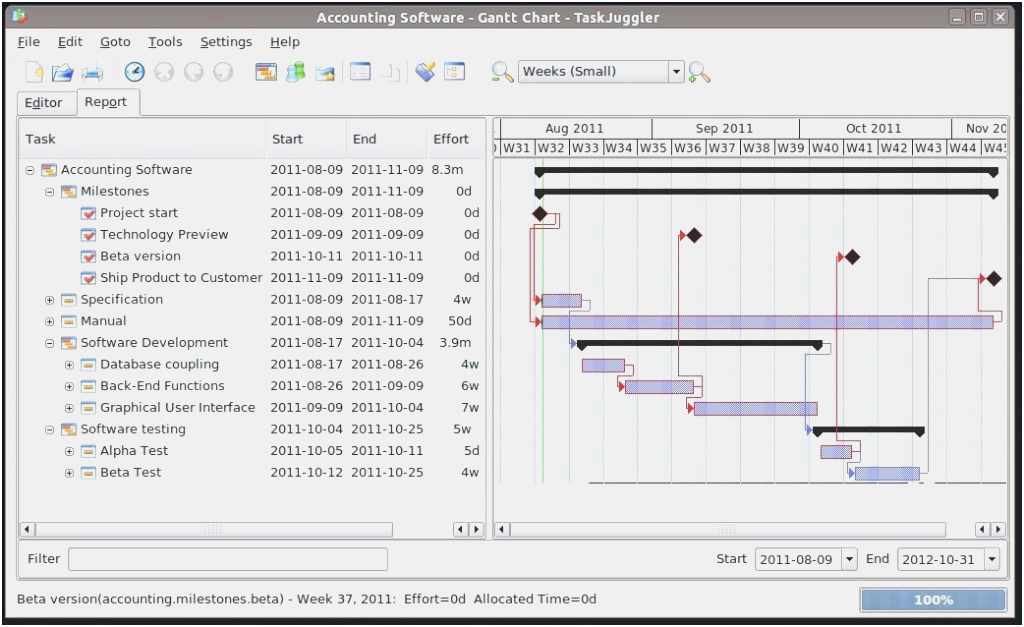 Accounting Software - Gantt Chart - TaskJuggler
File Edit Goto Tools Settings Help
Weeks (Small)
Editor Report
Task Start End Effort Aug 2011 Sep 2011 Oct 2011 Nov 20
W31 W32 W33 W34 W35 W36 W37 W38 W39 W40 W41 W42 W43 W44 W45
Accounting Software 2011-08-09 2011-11-09 8.3m
Milestones 2011-08-09 2011-11-09 0d
Project start 2011-08-09 2011-08-09 0d
Technology Preview 2011-09-09 2011-09-09 0d
Beta version 2011-10-11 2011-10-11 0d
Ship Product to Customer 2011-11-09 2011-11-09 0d
Specification 2011-08-09 2011-08-17 4w
Manual 2011-08-09 2011-11-09 50d
Software Development 2011-08-17 2011-10-04 3.9m
Database coupling 2011-08-17 2011-08-26 4w
Back-End Functions 2011-08-26 2011-09-09 6w
Graphical User Interface 2011-09-09 2011-10-04 7w
Software testing 2011-10-04 2011-10-25 5w
Alpha Test 2011-10-05 2011-10-11 5d
Beta Test 2011-10-12 2011-10-25 4w
Filter Start 2011-08-09 End 2012-10-31
Beta version(accounting.milestones.beta) - Week 37, 2011: Effort=0d Allocated Time=0d 100%